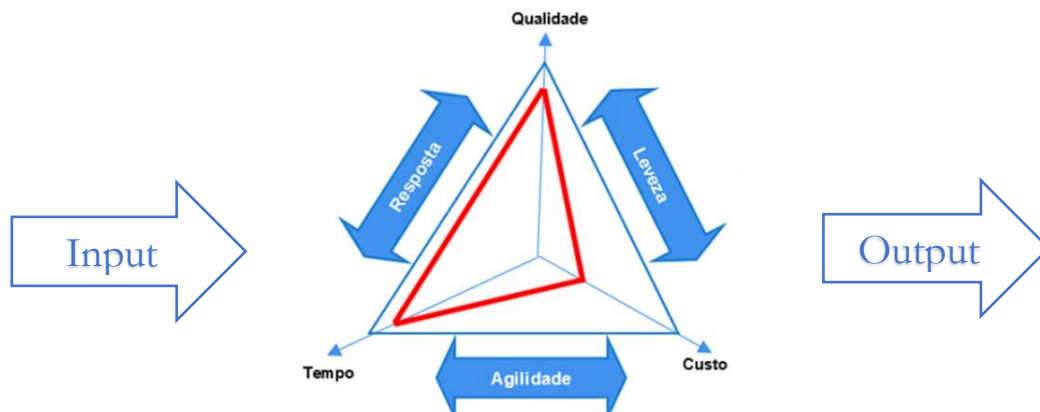 Qualidade
Resposta
Leveza
Input
Output
Tempo
Agilidade
Custo